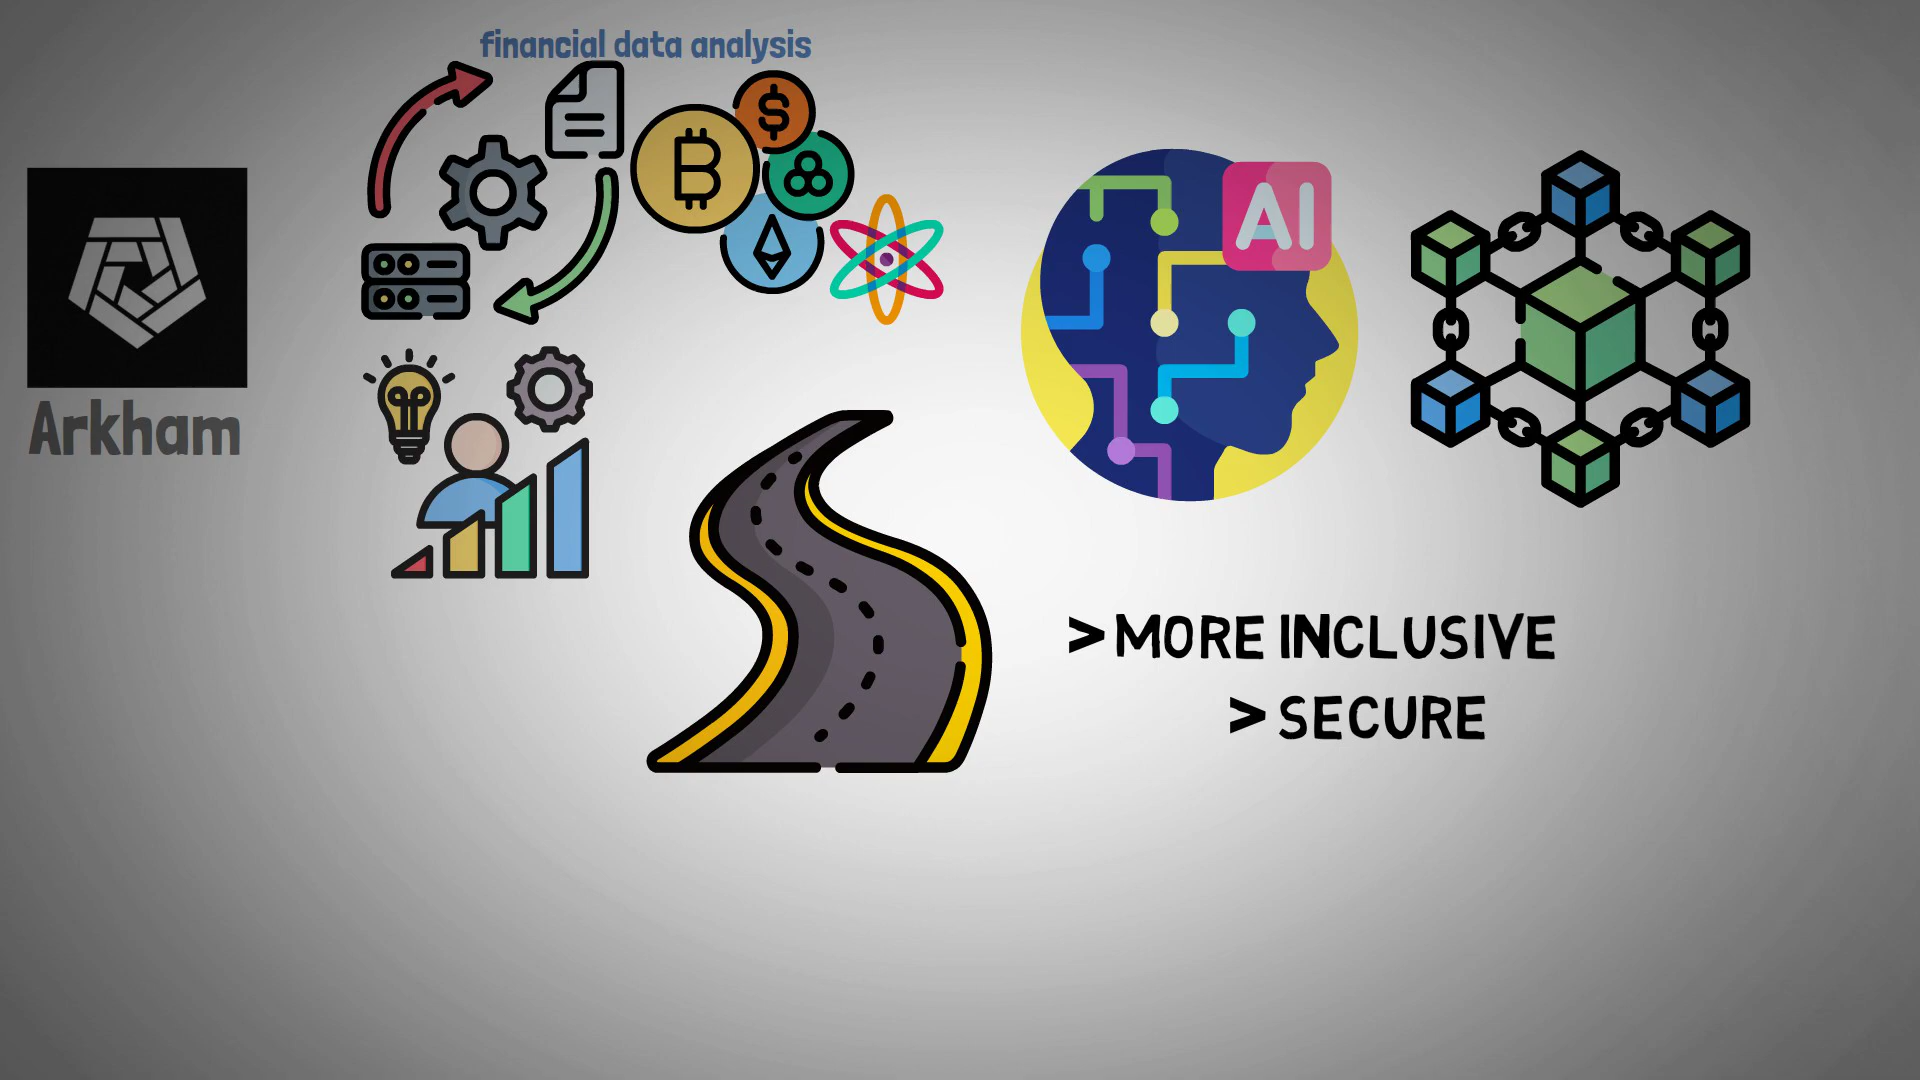 financial data analysis
Arkham
AI
> MORE INCLUSIVE
> SECURE